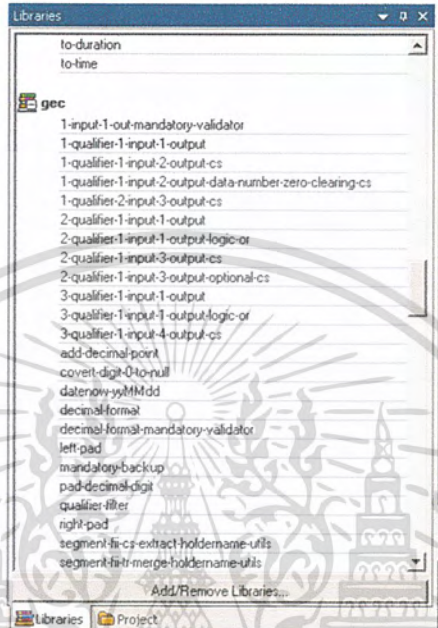 Libraries
to-duration
to-time
gec
1-input-1-out-mandatory-validator
1-qualifier-1-input-1-output
1-qualifier-1-input-2-output-cs
1-qualifier-1-input-2-output-data-number-zero-clearing-cs
1-qualifier-2-input-3-output-cs
2-qualifier-1-input-1-output
2-qualifier-1-input-1-output-logic-or
2-qualifier-1-input-3-output-cs
2-qualifier-1-input-3-output-optional-cs
3-qualifier-1-input-1-output
3-qualifier-1-input-1-output-logic-or
3-qualifier-1-input-4-output-cs
add-decimal-point
covert-digit-0-to-null
datenow-yyMMdd
decimal-format
decimal-format-mandatory-validator
left-pad
mandatory-backup
pad-decimal-digit
qualifier-filter
right-pad
segment-fii-cs-extract-holdername-utils
segment-fii-tr-merge-holdername-utils
Add/Remove Libraries...
Libraries Project